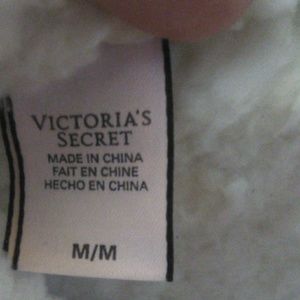 VICTORIA'S
SECRET
MADE IN CHINA
FAIT EN CHINE
HECHO EN CHINA
M/M